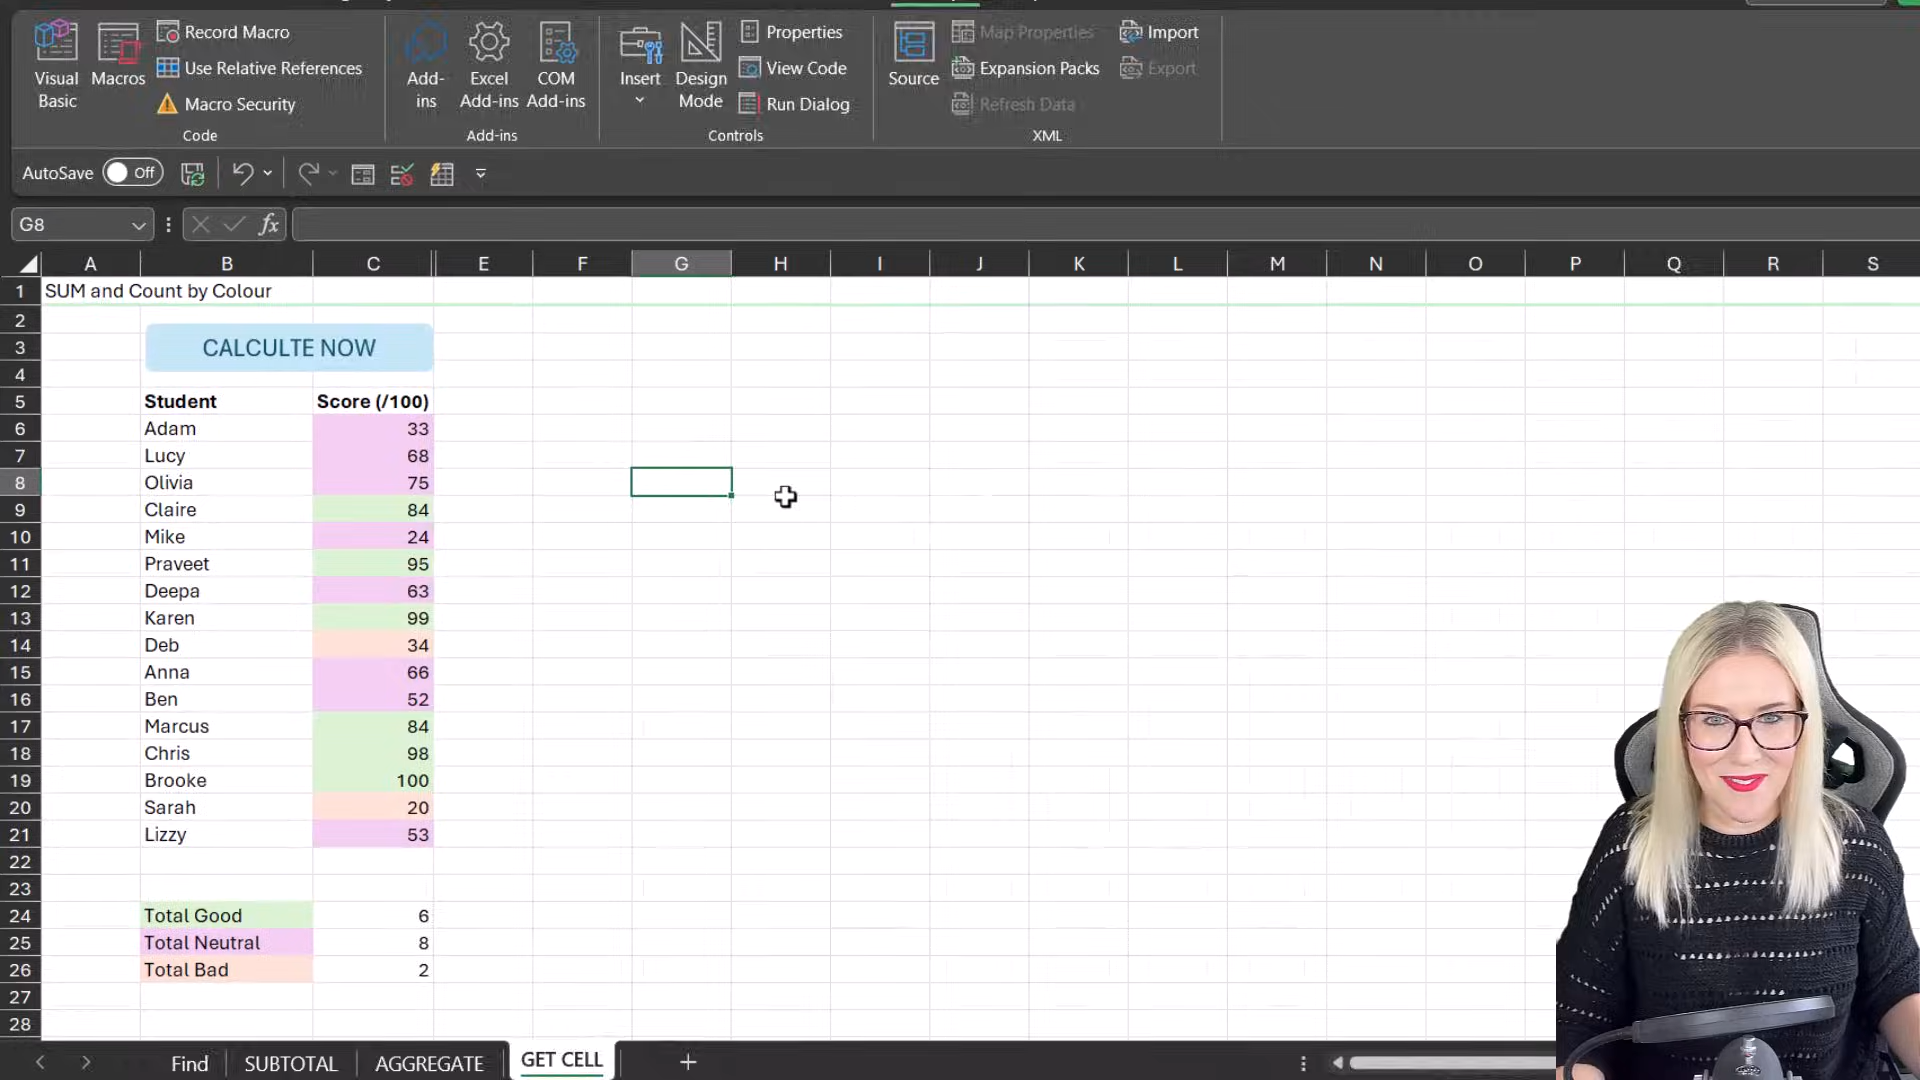 Record Macro
Use Relative References
Macro Security
Visual Basic
Macros
Code
Add-ins
Excel Add-ins
COM Add-ins
Add-ins
Insert
Design Mode
Properties
View Code
Run Dialog
Controls
Source
Map Properties
Expansion Packs
Refresh Data
Import
Export
XML
AutoSave Off
G8
fx
A B C E F G H I J K L M N O P Q R S
1 SUM and Count by Colour
2
3 CALCULTE NOW
4
5 Student Score (/100)
6 Adam 33
7 Lucy 68
8 Olivia 75
9 Claire 84
10 Mike 24
11 Praveet 95
12 Deepa 63
13 Karen 99
14 Deb 34
15 Anna 66
16 Ben 52
17 Marcus 84
18 Chris 98
19 Brooke 100
20 Sarah 20
21 Lizzy 53
22
23
24 Total Good 6
25 Total Neutral 8
26 Total Bad 2
27
28
Find SUBTOTAL AGGREGATE GET CELL